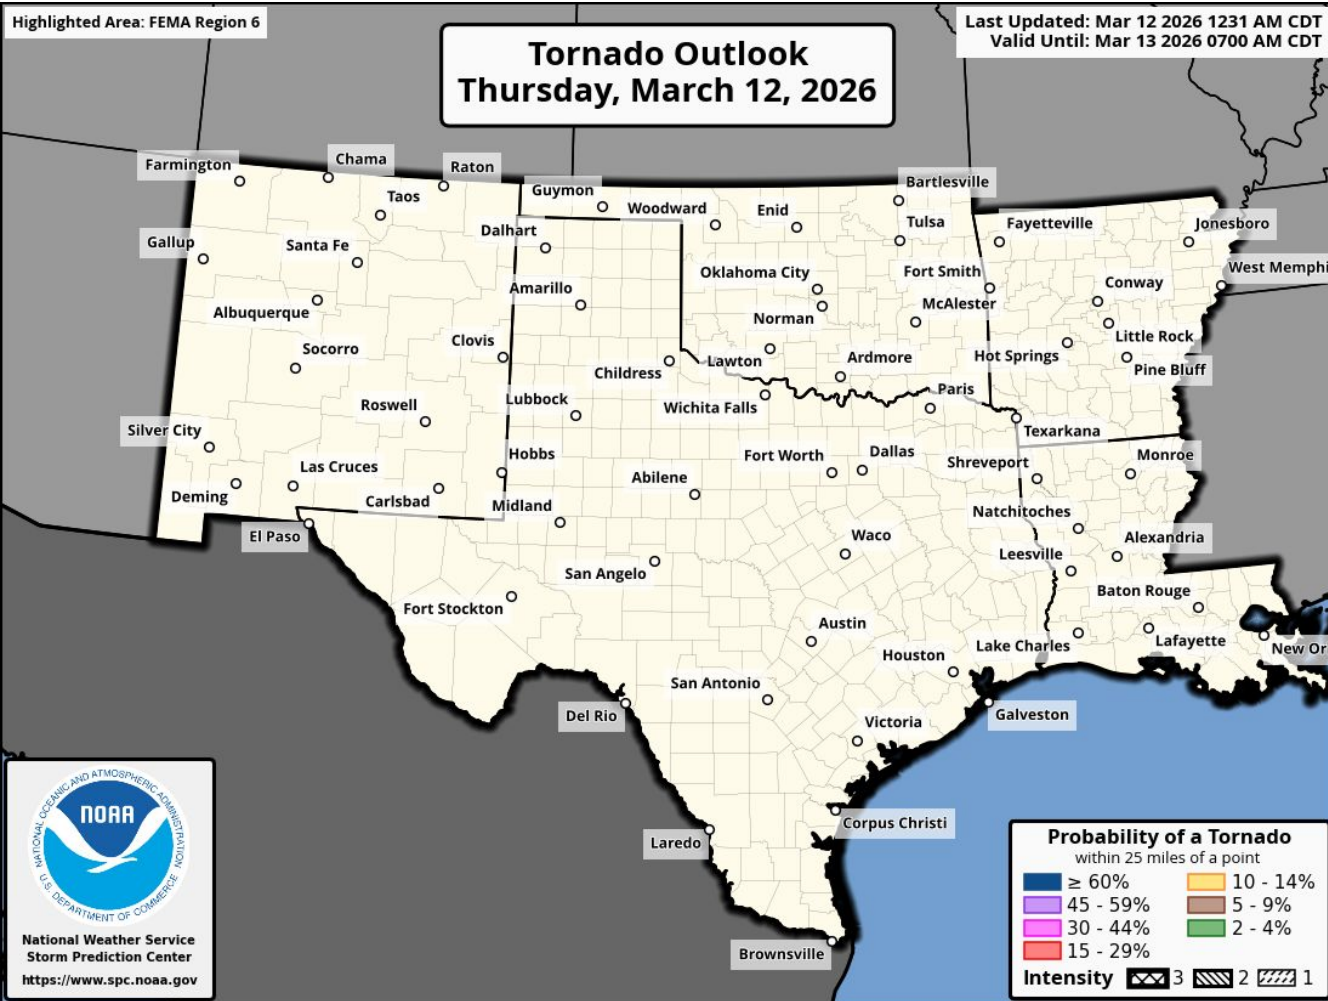 Highlighted Area: FEMA Region 6
Last Updated: Mar 12 2026 1231 AM CDT
Valid Until: Mar 13 2026 0700 AM CDT
Tornado Outlook
Thursday, March 12, 2026
Farmington
Chama
Raton
Taos
Guymon
Woodward
Enid
Bartlesville
Tulsa
Fayetteville
Jonesboro
Gallup
Santa Fe
Dalhart
Oklahoma City
Fort Smith
West Memphi
Amarillo
McAlester
Conway
Albuquerque
Norman
Socorro
Clovis
Little Rock
Childress
Lawton
Ardmore
Hot Springs
Pine Bluff
Roswell
Lubbock
Wichita Falls
Paris
Silver City
Texarkana
Las Cruces
Hobbs
Abilene
Fort Worth
Dallas
Shreveport
Monroe
Deming
Carlsbad
Midland
Natchitoches
El Paso
Waco
Leesville
Alexandria
San Angelo
Baton Rouge
Fort Stockton
Austin
Houston
Lake Charles
Lafayette
New Or
San Antonio
Del Rio
Victoria
Galveston
Corpus Christi
Laredo
Brownsville
NATIONAL OCEANIC AND ATMOSPHERIC ADMINISTRATION
NOAA
U.S. DEPARTMENT OF COMMERCE
National Weather Service
Storm Prediction Center
https://www.spc.noaa.gov
Probability of a Tornado
within 25 miles of a point
≥ 60% 10 - 14%
45 - 59% 5 - 9%
30 - 44% 2 - 4%
15 - 29%
Intensity 3 2 1